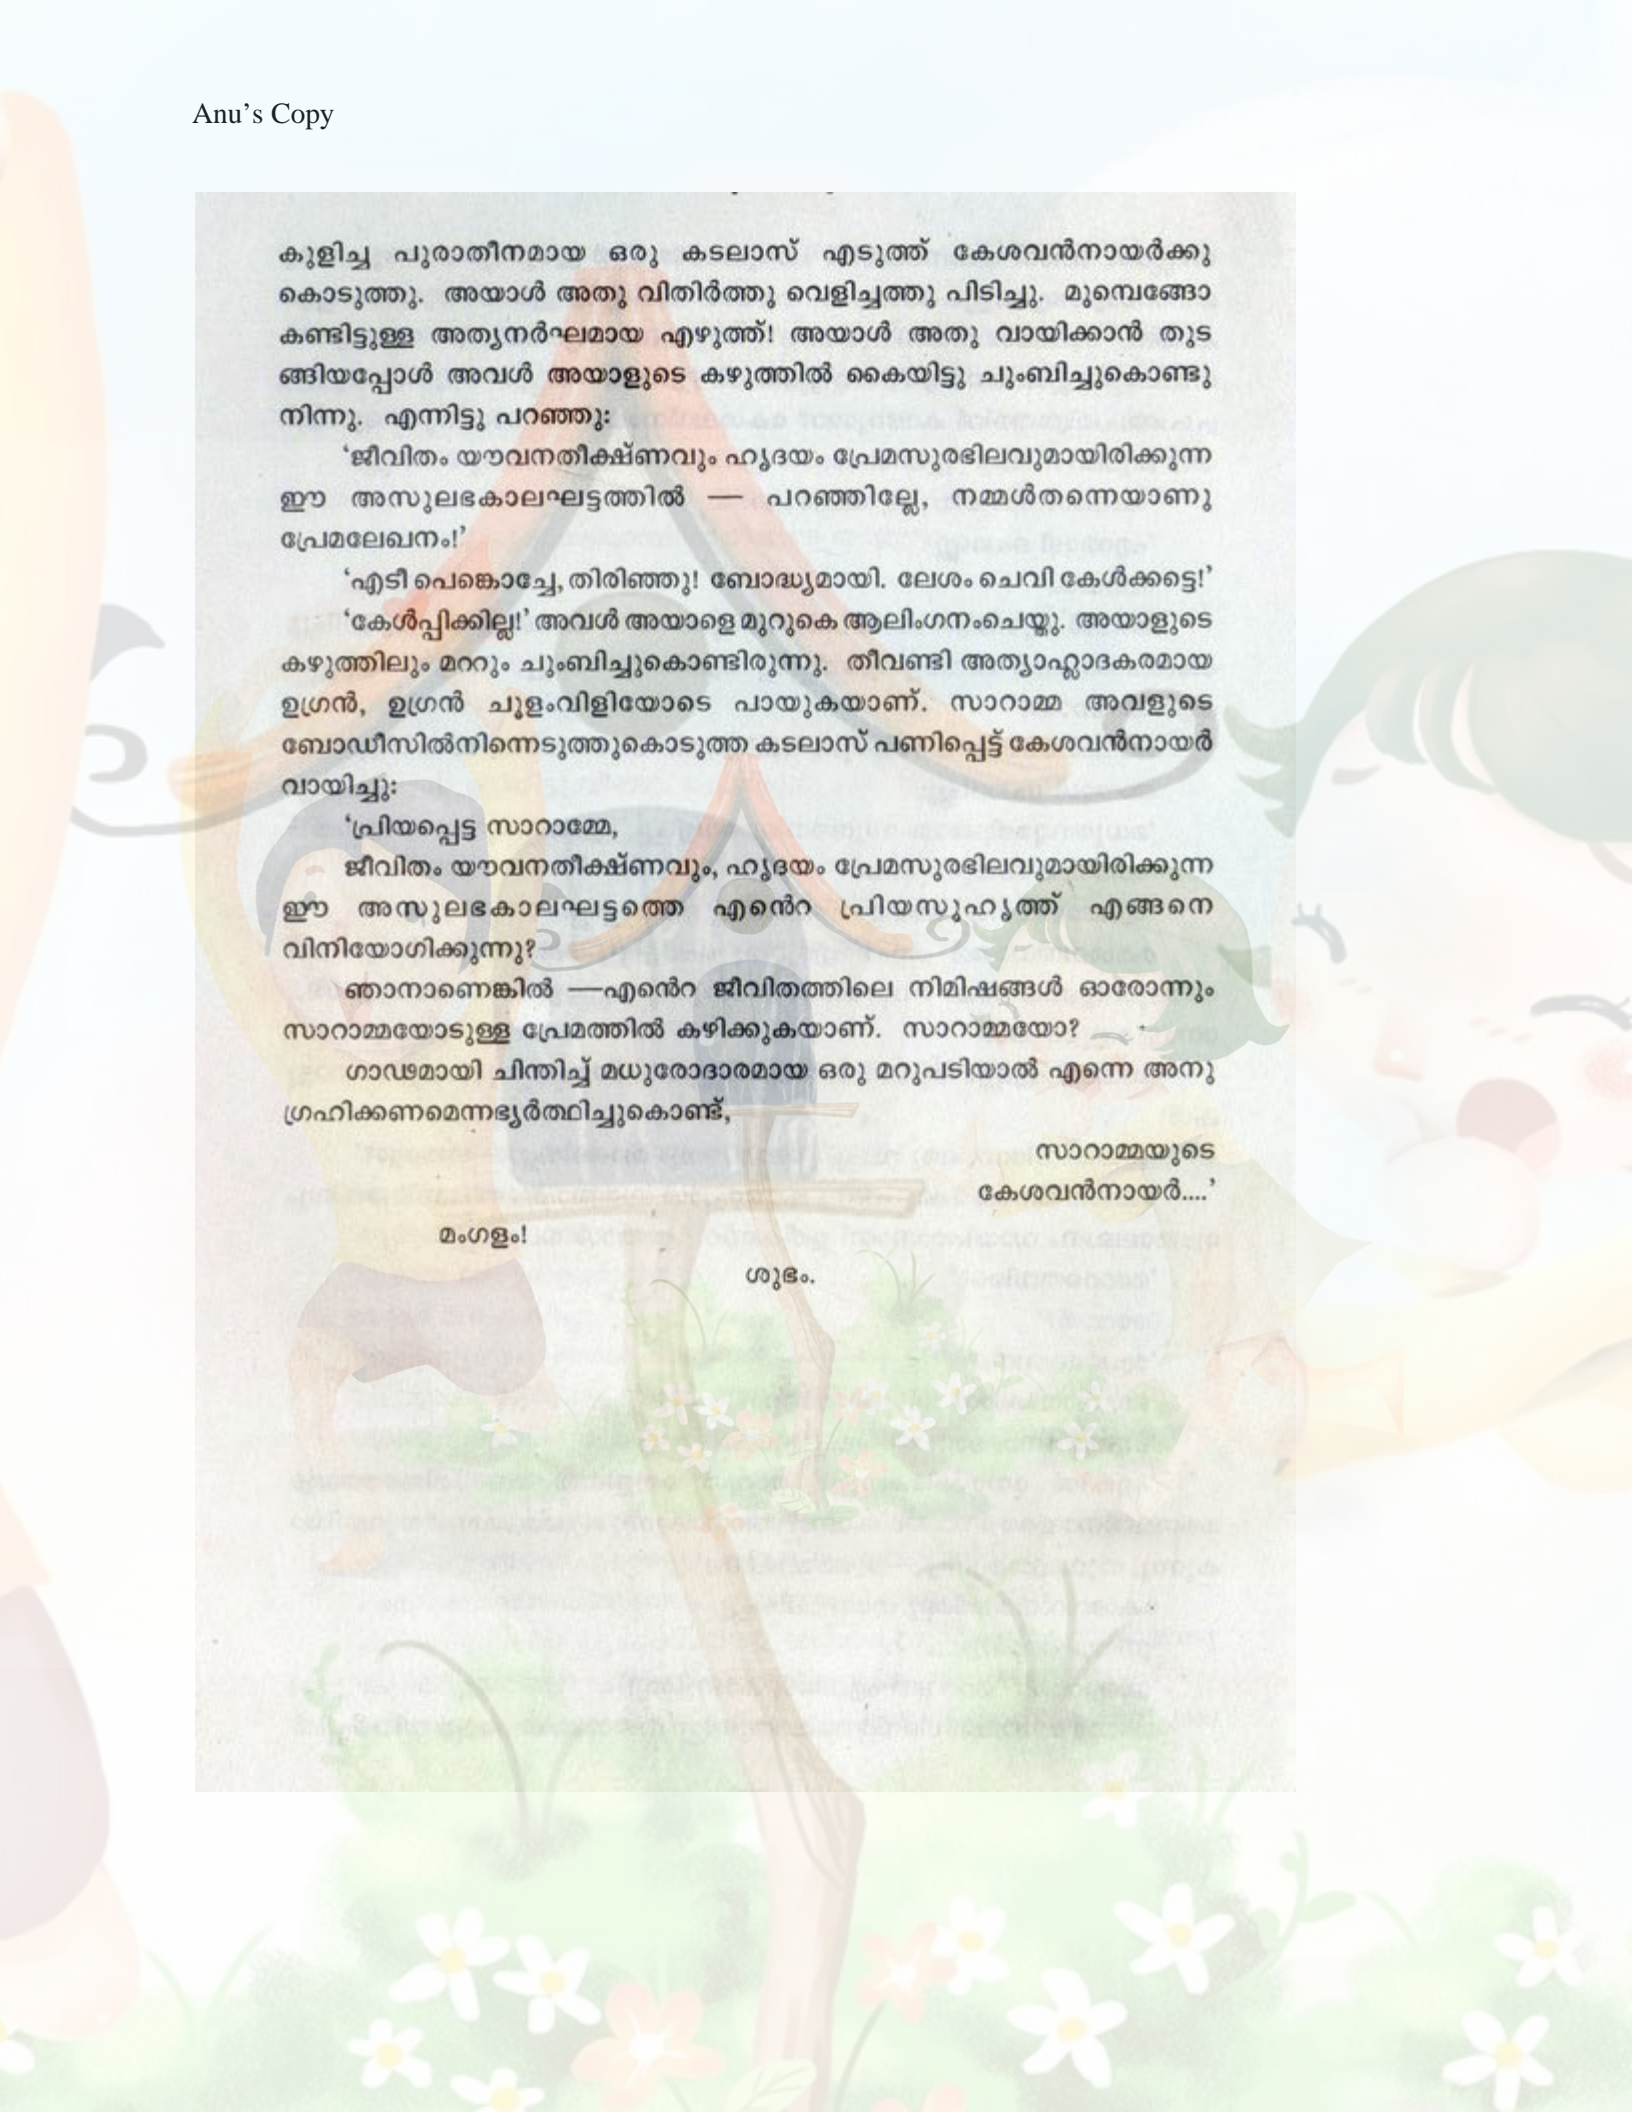 Anu’s Copy
കുളിച്ച പുരാതീനമായ ഒരു കടലാസ് എടുത്ത് കേശവൻനായർക്കു
കൊടുത്തു. അയാൾ അതു വിതിർത്തു വെളിച്ചത്തു പിടിച്ചു. മുമ്പെങ്ങോ
കണ്ടിട്ടുള്ള അത്യനർഘമായ എഴുത്ത്! അയാൾ അതു വായിക്കാൻ തുട
ങ്ങിയപ്പോൾ അവൾ അയാളുടെ കഴുത്തിൽ കൈയിട്ടു ചുംബിച്ചുകൊണ്ടു
നിന്നു. എന്നിട്ടു പറഞ്ഞു:
‘ജീവിതം യൗവനതീക്ഷ്ണവും ഹൃദയം പ്രേമസുരഭിലവുമായിരിക്കുന്ന
ഈ അസുലഭകാലഘട്ടത്തിൽ — പറഞ്ഞില്ലേ, നമ്മൾതന്നെയാണു
പ്രേമലേഖനം!’
‘എടീ പെങ്കൊച്ചേ, തിരിഞ്ഞു! ബോദ്ധ്യമായി. ലേശം ചെവി കേൾക്കട്ടെ!’
‘കേൾപ്പിക്കില്ല!’ അവൾ അയാളെ മുറുകെ ആലിംഗനംചെയ്തു. അയാളുടെ
കഴുത്തിലും മററും ചുംബിച്ചുകൊണ്ടിരുന്നു. തീവണ്ടി അത്യാഹ്ലാദകരമായ
ഉഗ്രൻ, ഉഗ്രൻ ചൂളംവിളിയോടെ പായുകയാണ്. സാറാമ്മ അവളുടെ
ബോഡീസിൽനിന്നെടുത്തുകൊടുത്ത കടലാസ് പണിപ്പെട്ട് കേശവൻനായർ
വായിച്ചു:
‘പ്രിയപ്പെട്ട സാറാമ്മേ,
ജീവിതം യൗവനതീക്ഷ്ണവും, ഹൃദയം പ്രേമസുരഭിലവുമായിരിക്കുന്ന
ഈ അസുലഭകാലഘട്ടത്തെ എൻെറ പ്രിയസുഹൃത്ത് എങ്ങനെ
വിനിയോഗിക്കുന്നു?
ഞാനാണെങ്കിൽ —എൻെറ ജീവിതത്തിലെ നിമിഷങ്ങൾ ഓരോന്നും
സാറാമ്മയോടുള്ള പ്രേമത്തിൽ കഴിക്കുകയാണ്. സാറാമ്മയോ?
ഗാഢമായി ചിന്തിച്ച് മധുരോദാരമായ ഒരു മറുപടിയാൽ എന്നെ അനു
ഗ്രഹിക്കണമെന്നഭ്യർത്ഥിച്ചുകൊണ്ട്,
സാറാമ്മയുടെ
കേശവൻനായർ....’
മംഗളം!
ശുഭം.